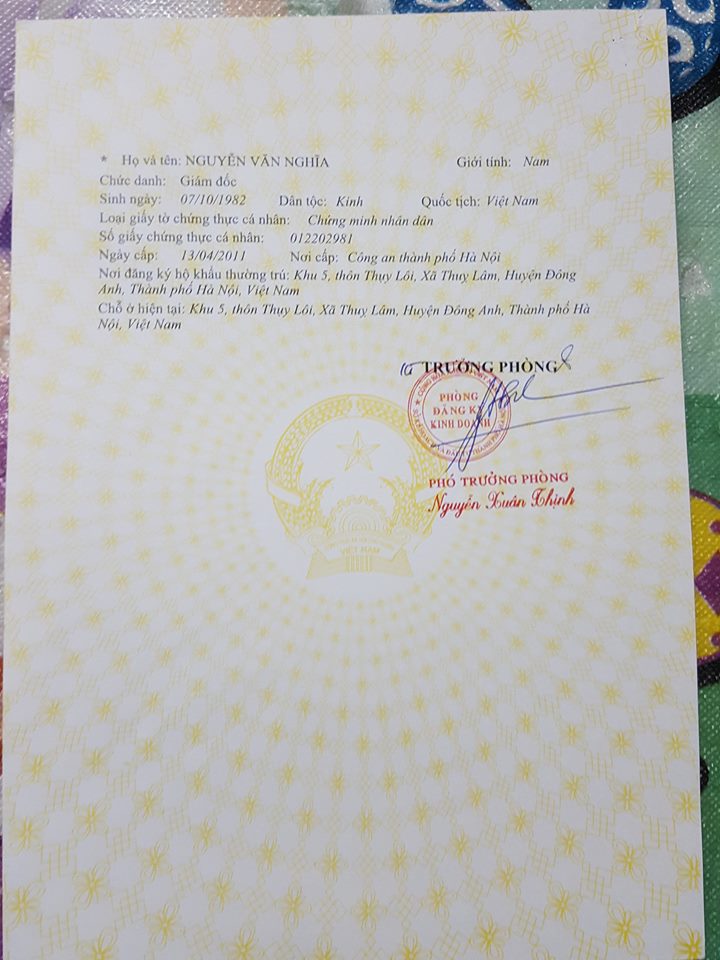 * Họ và tên: NGUYỄN VĂN NGHĨA Giới tính: Nam
Chức danh: Giám đốc
Sinh ngày: 07/10/1982 Dân tộc: Kinh Quốc tịch: Việt Nam
Loại giấy tờ chứng thực cá nhân: Chứng minh nhân dân
Số giấy chứng thực cá nhân: 012202981
Ngày cấp: 13/04/2011 Nơi cấp: Công an thành phố Hà Nội
Nơi đăng ký hộ khẩu thường trú: Khu 5, thôn Thụy Lôi, Xã Thuỵ Lâm, Huyện Đông
Anh, Thành phố Hà Nội, Việt Nam
Chỗ ở hiện tại: Khu 5, thôn Thụy Lôi, Xã Thuỵ Lâm, Huyện Đông Anh, Thành phố Hà
Nội, Việt Nam
TRƯỞNG PHÒNG
PHÒNG
ĐĂNG KÝ
KINH DOANH
PHÓ TRƯỞNG PHÒNG
Nguyễn Xuân Thịnh
VIỆT NAM